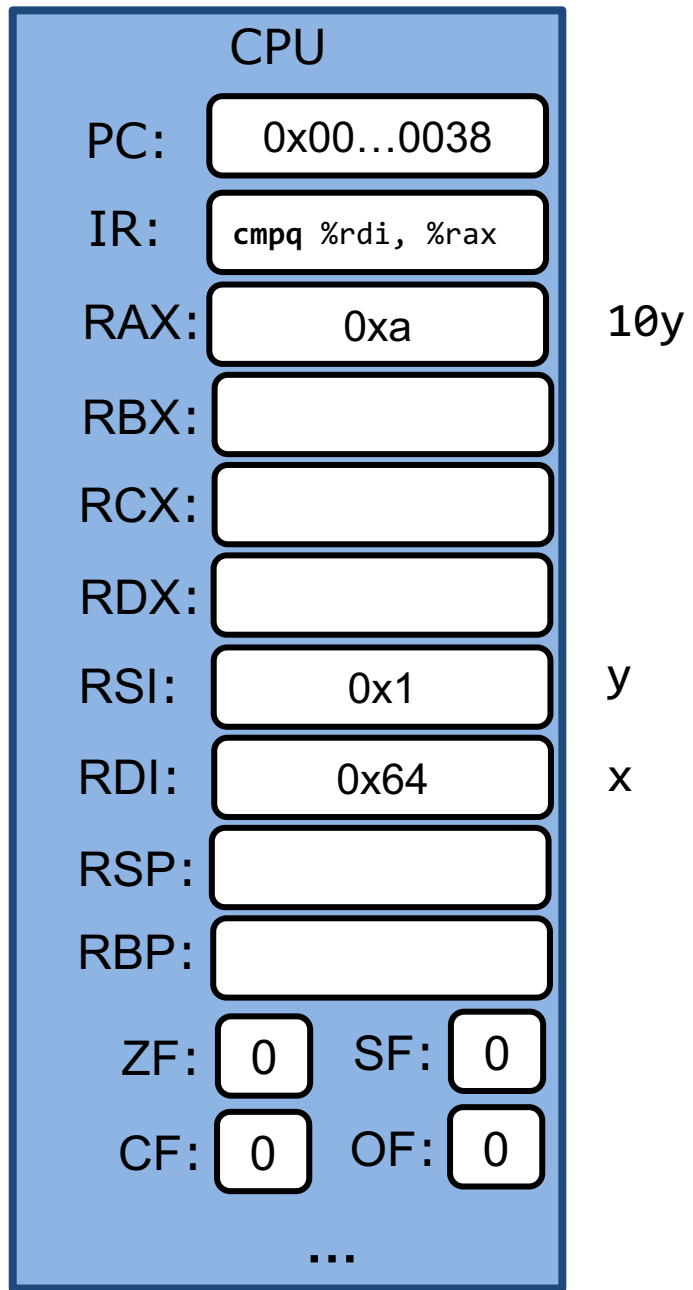 CPU
PC: 0x00...0038
IR: cmpq %rdi, %rax
RAX: 0xa 10y
RBX:
RCX:
RDX:
RSI: 0x1 y
RDI: 0x64 x
RSP:
RBP:
ZF: 0 SF: 0
CF: 0 OF: 0
...